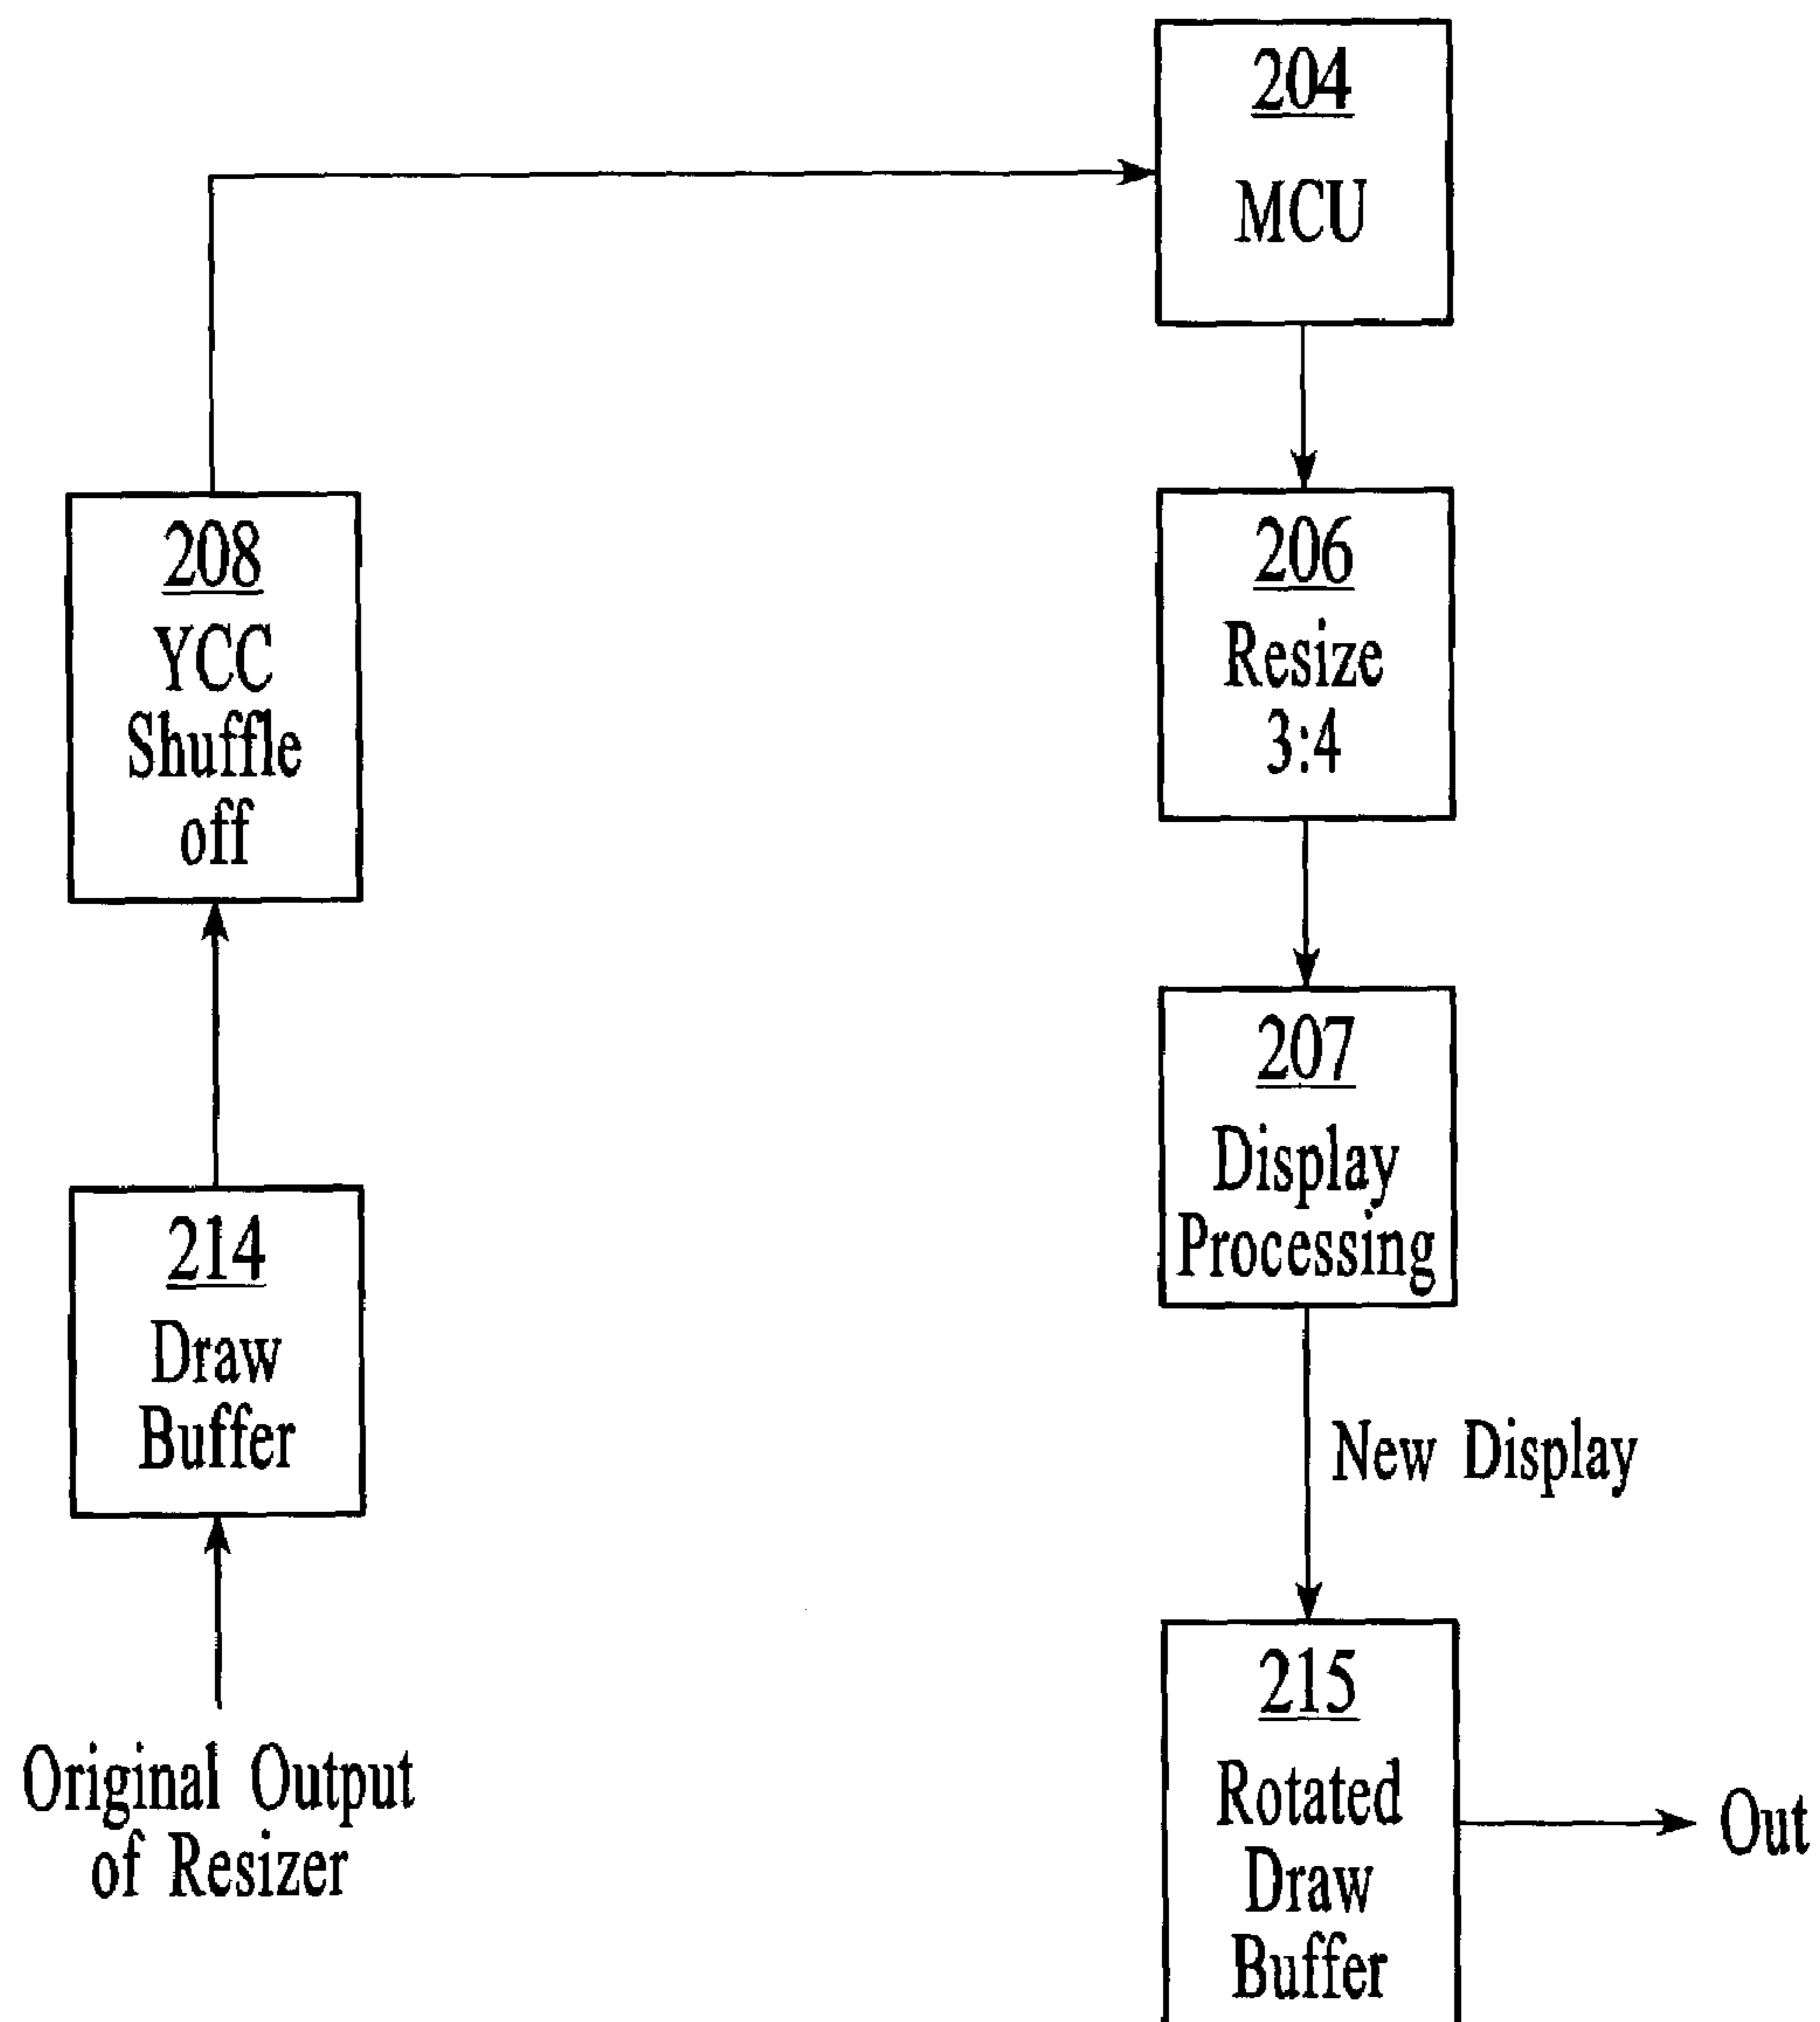 204
MCU
208
YCC
Shuffle
off
206
Resize
3:4
207
Display
Processing
214
Draw
Buffer
New Display
Original Output
of Resizer
215
Rotated
Draw
Buffer
Out